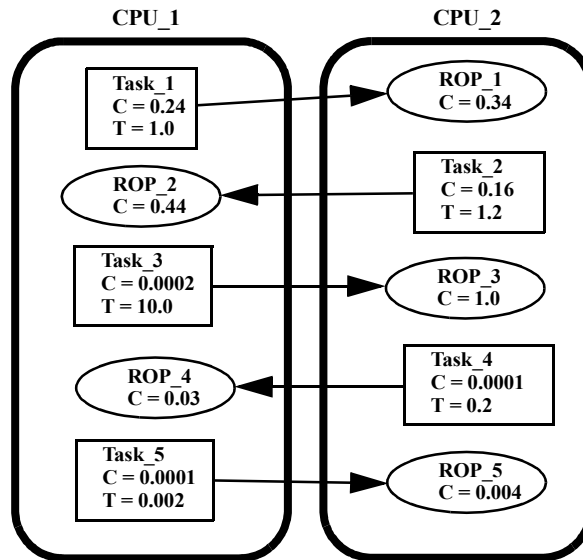 CPU_1
CPU_2
Task_1
C = 0.24
T = 1.0
ROP_1
C = 0.34
ROP_2
C = 0.44
Task_2
C = 0.16
T = 1.2
Task_3
C = 0.0002
T = 10.0
ROP_3
C = 1.0
ROP_4
C = 0.03
Task_4
C = 0.0001
T = 0.2
Task_5
C = 0.0001
T = 0.002
ROP_5
C = 0.004